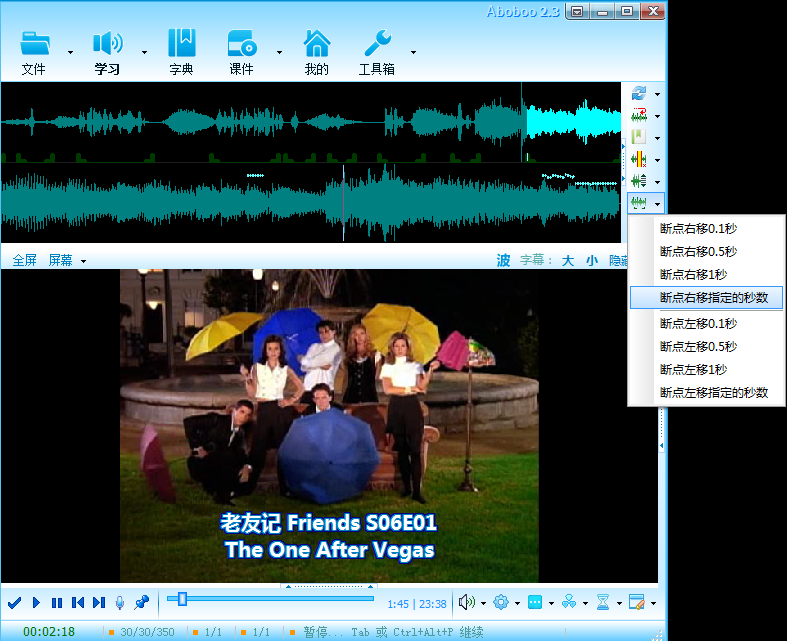 Aboboo 2.3
文件 学习 字典 课件 我的 工具箱
断点右移0.1秒
断点右移0.5秒
断点右移1秒
断点右移指定的秒数
断点左移0.1秒
断点左移0.5秒
断点左移1秒
断点左移指定的秒数
全屏 屏幕 波 字幕： 大 小 隐藏
老友记 Friends S06E01
The One After Vegas
1:45 | 23:38
00:02:18 30/30/350 1/1 1/1 暂停... Tab 或 Ctrl+Alt+P 继续